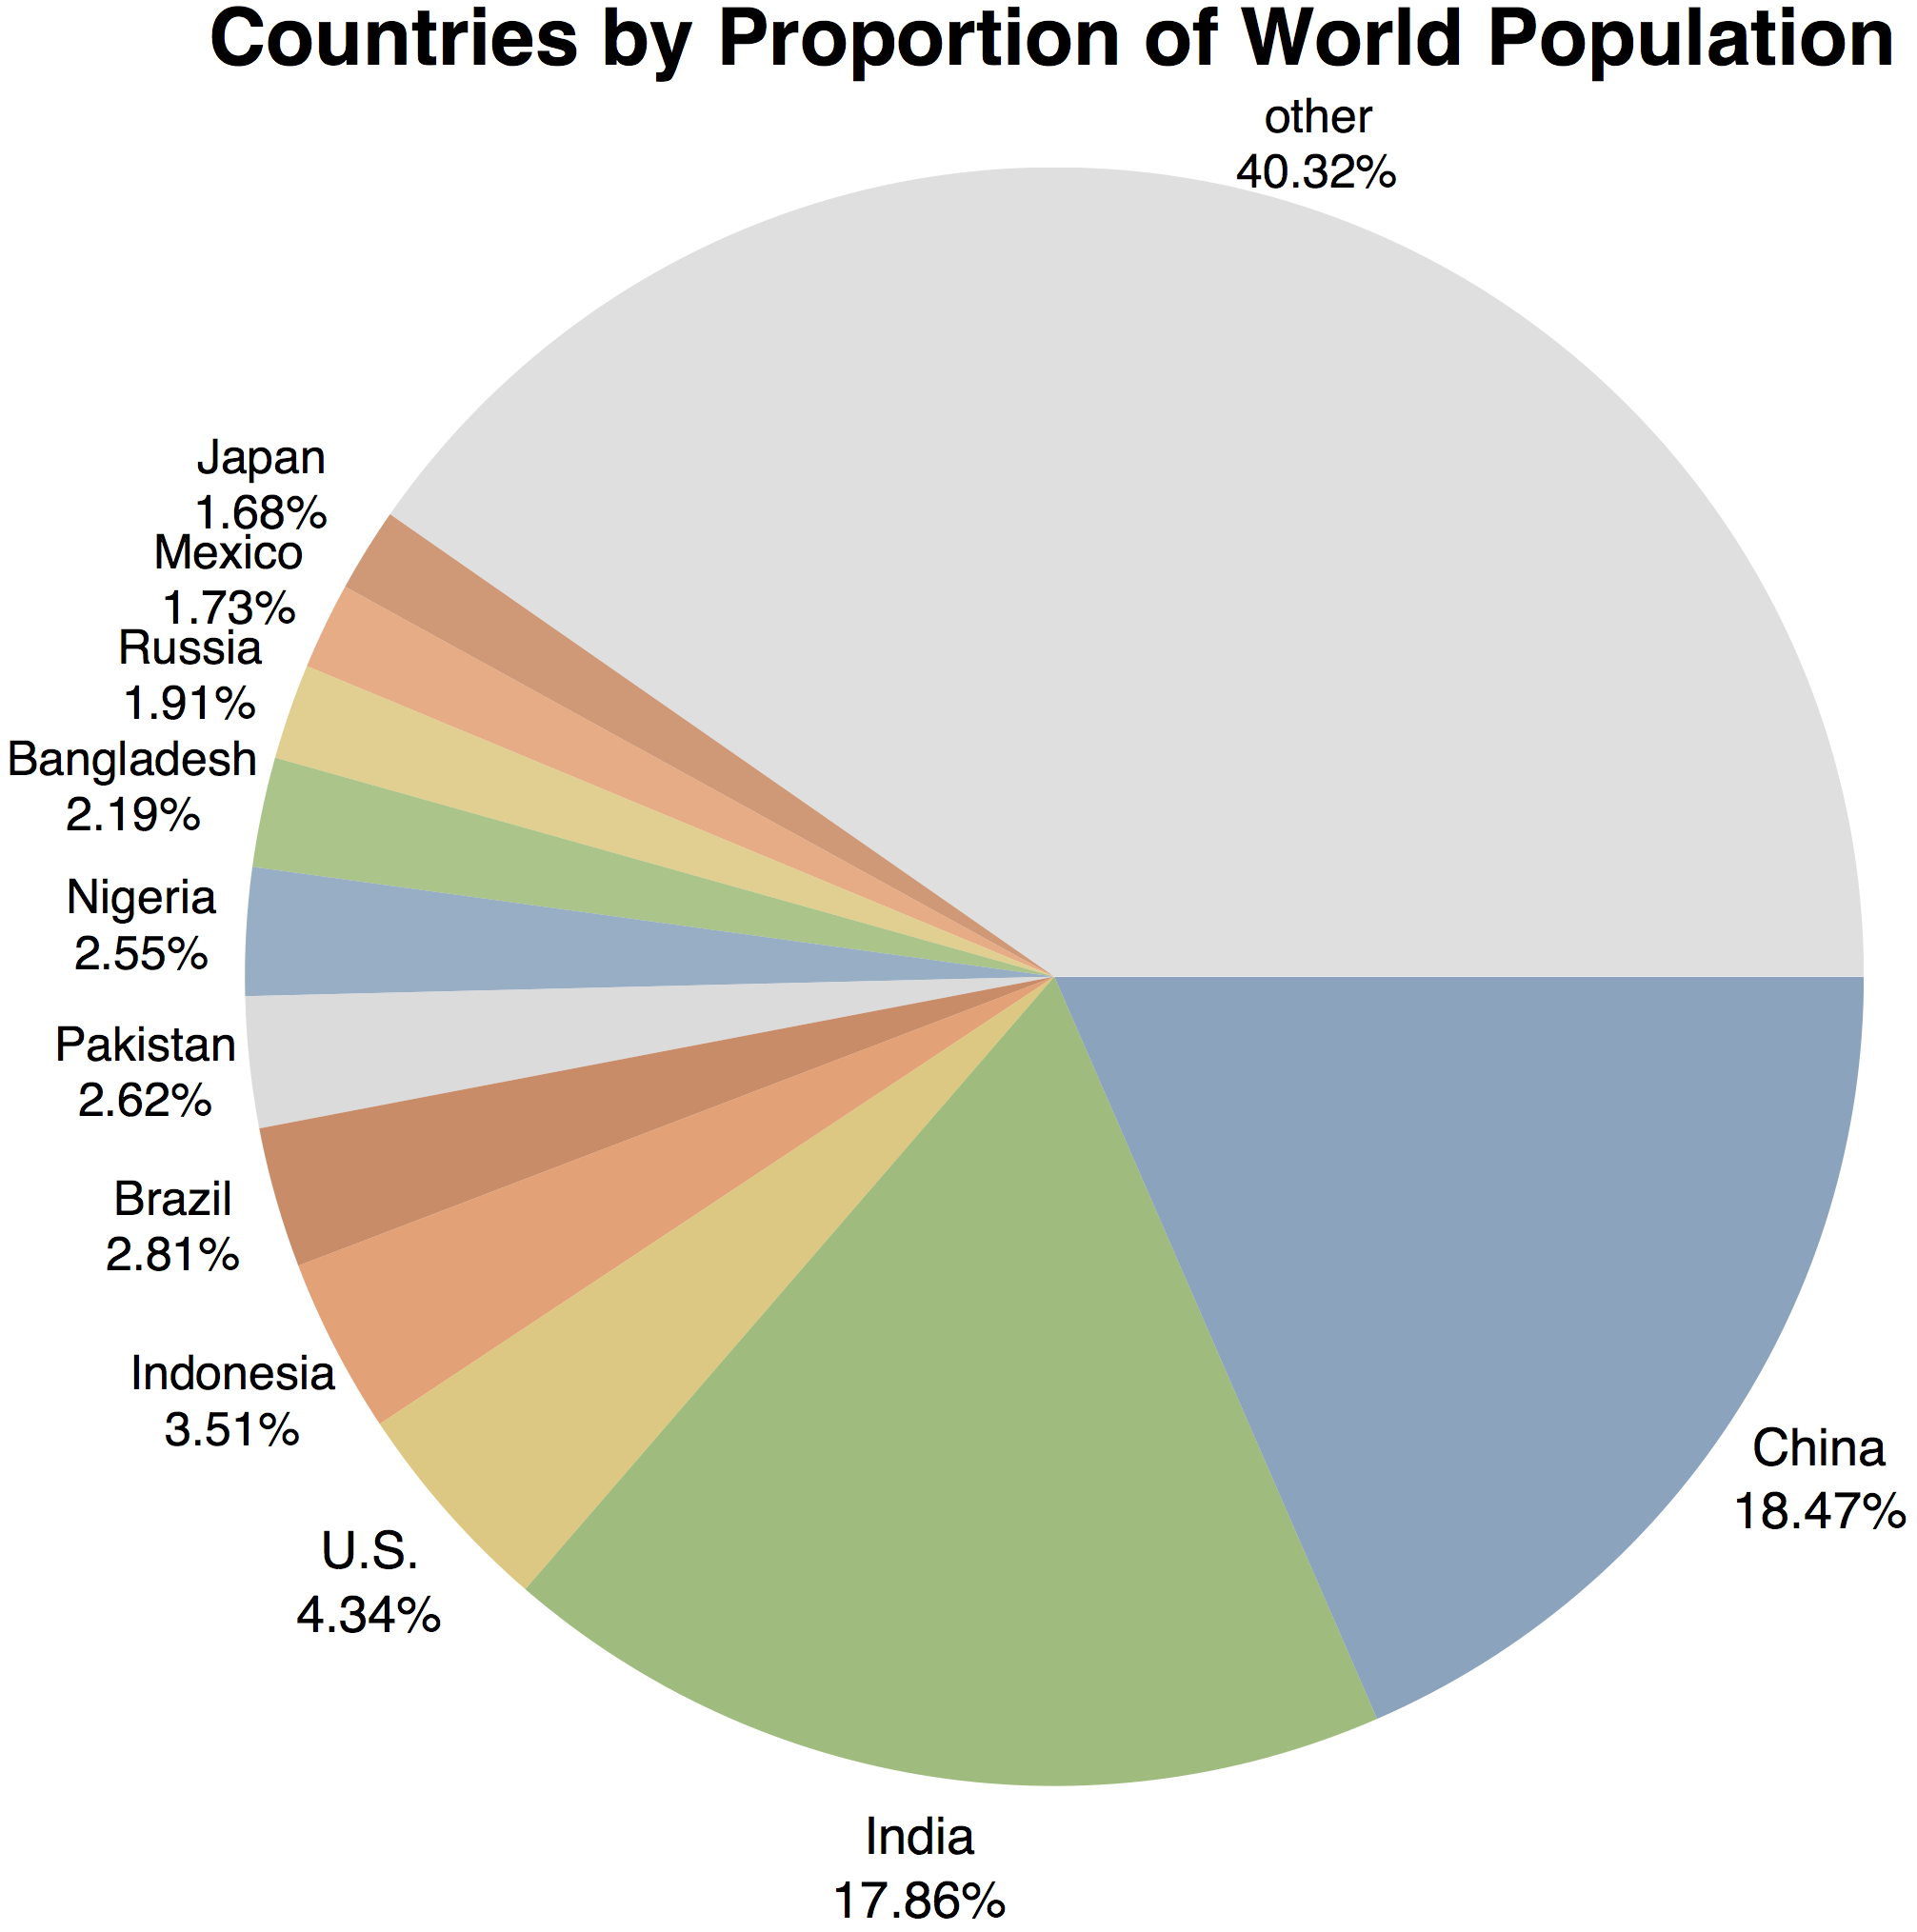 Countries by Proportion of World Population
other
40.32%
Japan
1.68%
Mexico
1.73%
Russia
1.91%
Bangladesh
2.19%
Nigeria
2.55%
Pakistan
2.62%
Brazil
2.81%
Indonesia
3.51%
U.S.
4.34%
India
17.86%
China
18.47%